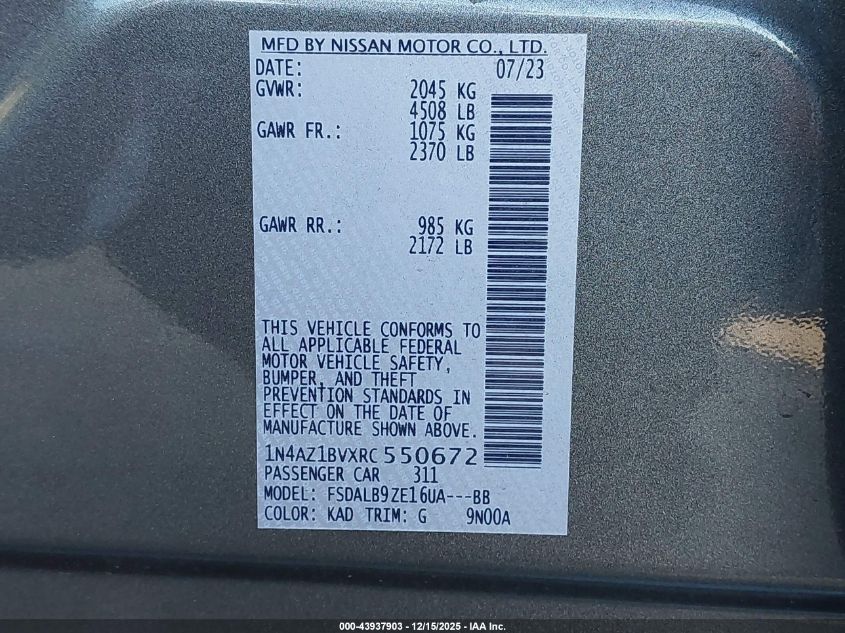 MFD BY NISSAN MOTOR CO., LTD.
DATE: 07/23
GVWR: 2045 KG
4508 LB
GAWR FR.: 1075 KG
2370 LB
GAWR RR.: 985 KG
2172 LB
THIS VEHICLE CONFORMS TO
ALL APPLICABLE FEDERAL
MOTOR VEHICLE SAFETY,
BUMPER, AND THEFT
PREVENTION STANDARDS IN
EFFECT ON THE DATE OF
MANUFACTURE SHOWN ABOVE.
1N4AZ1BVXRC550672
PASSENGER CAR 311
MODEL: FSDALB9ZE16UA---BB
COLOR: KAD TRIM: G 9N00A
000-43937903 - 12/15/2025 - IAA Inc.